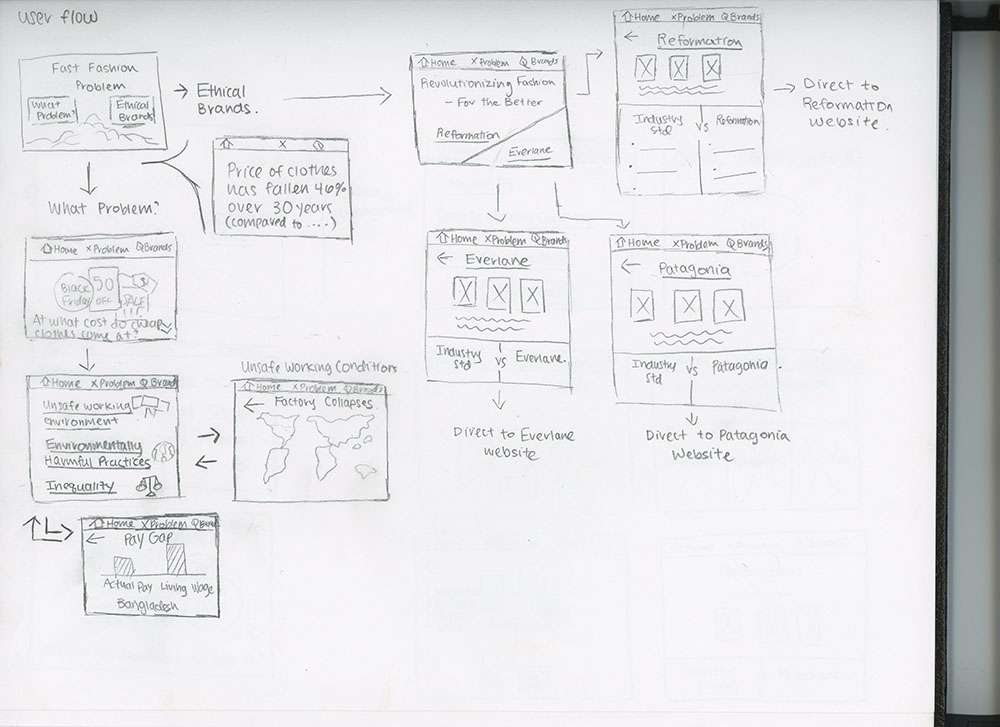 user flow
Fast Fashion
Problem
What
Problem?
Ethical
Brands
Ethical
Brands.
What Problem?
Price of clothes
has fallen 46%
over 30 years
(compared to ....)
Home x Problem Q Brands
Black
Friday
50
OFF
$
SALE
At what cost do cheap
clothes come at?
Home x Problem Q Brands
Unsafe working
environment
Environmentally
Harmful Practices
Inequality
Unsafe Working Conditions
Home x Problem Q Brands
Factory Collapses
Home x Problem Q Brands
Pay Gap
Actual Pay Living Wage
Bangladesh
Home x Problem Q Brands
Revolutionizing Fashion
- For the Better
Reformation
Everlane
Home x Problem Q Brands
Reformation
Industry
Std
vs
Reformation
Direct to
Reformation
website.
Home x Problem Q Brands
Everlane
Industry
Std
vs
Everlane.
Direct to Everlane
website
Home x Problem Q Brands
Patagonia
Industry
Std
vs
Patagonia.
Direct to Patagonia
Website